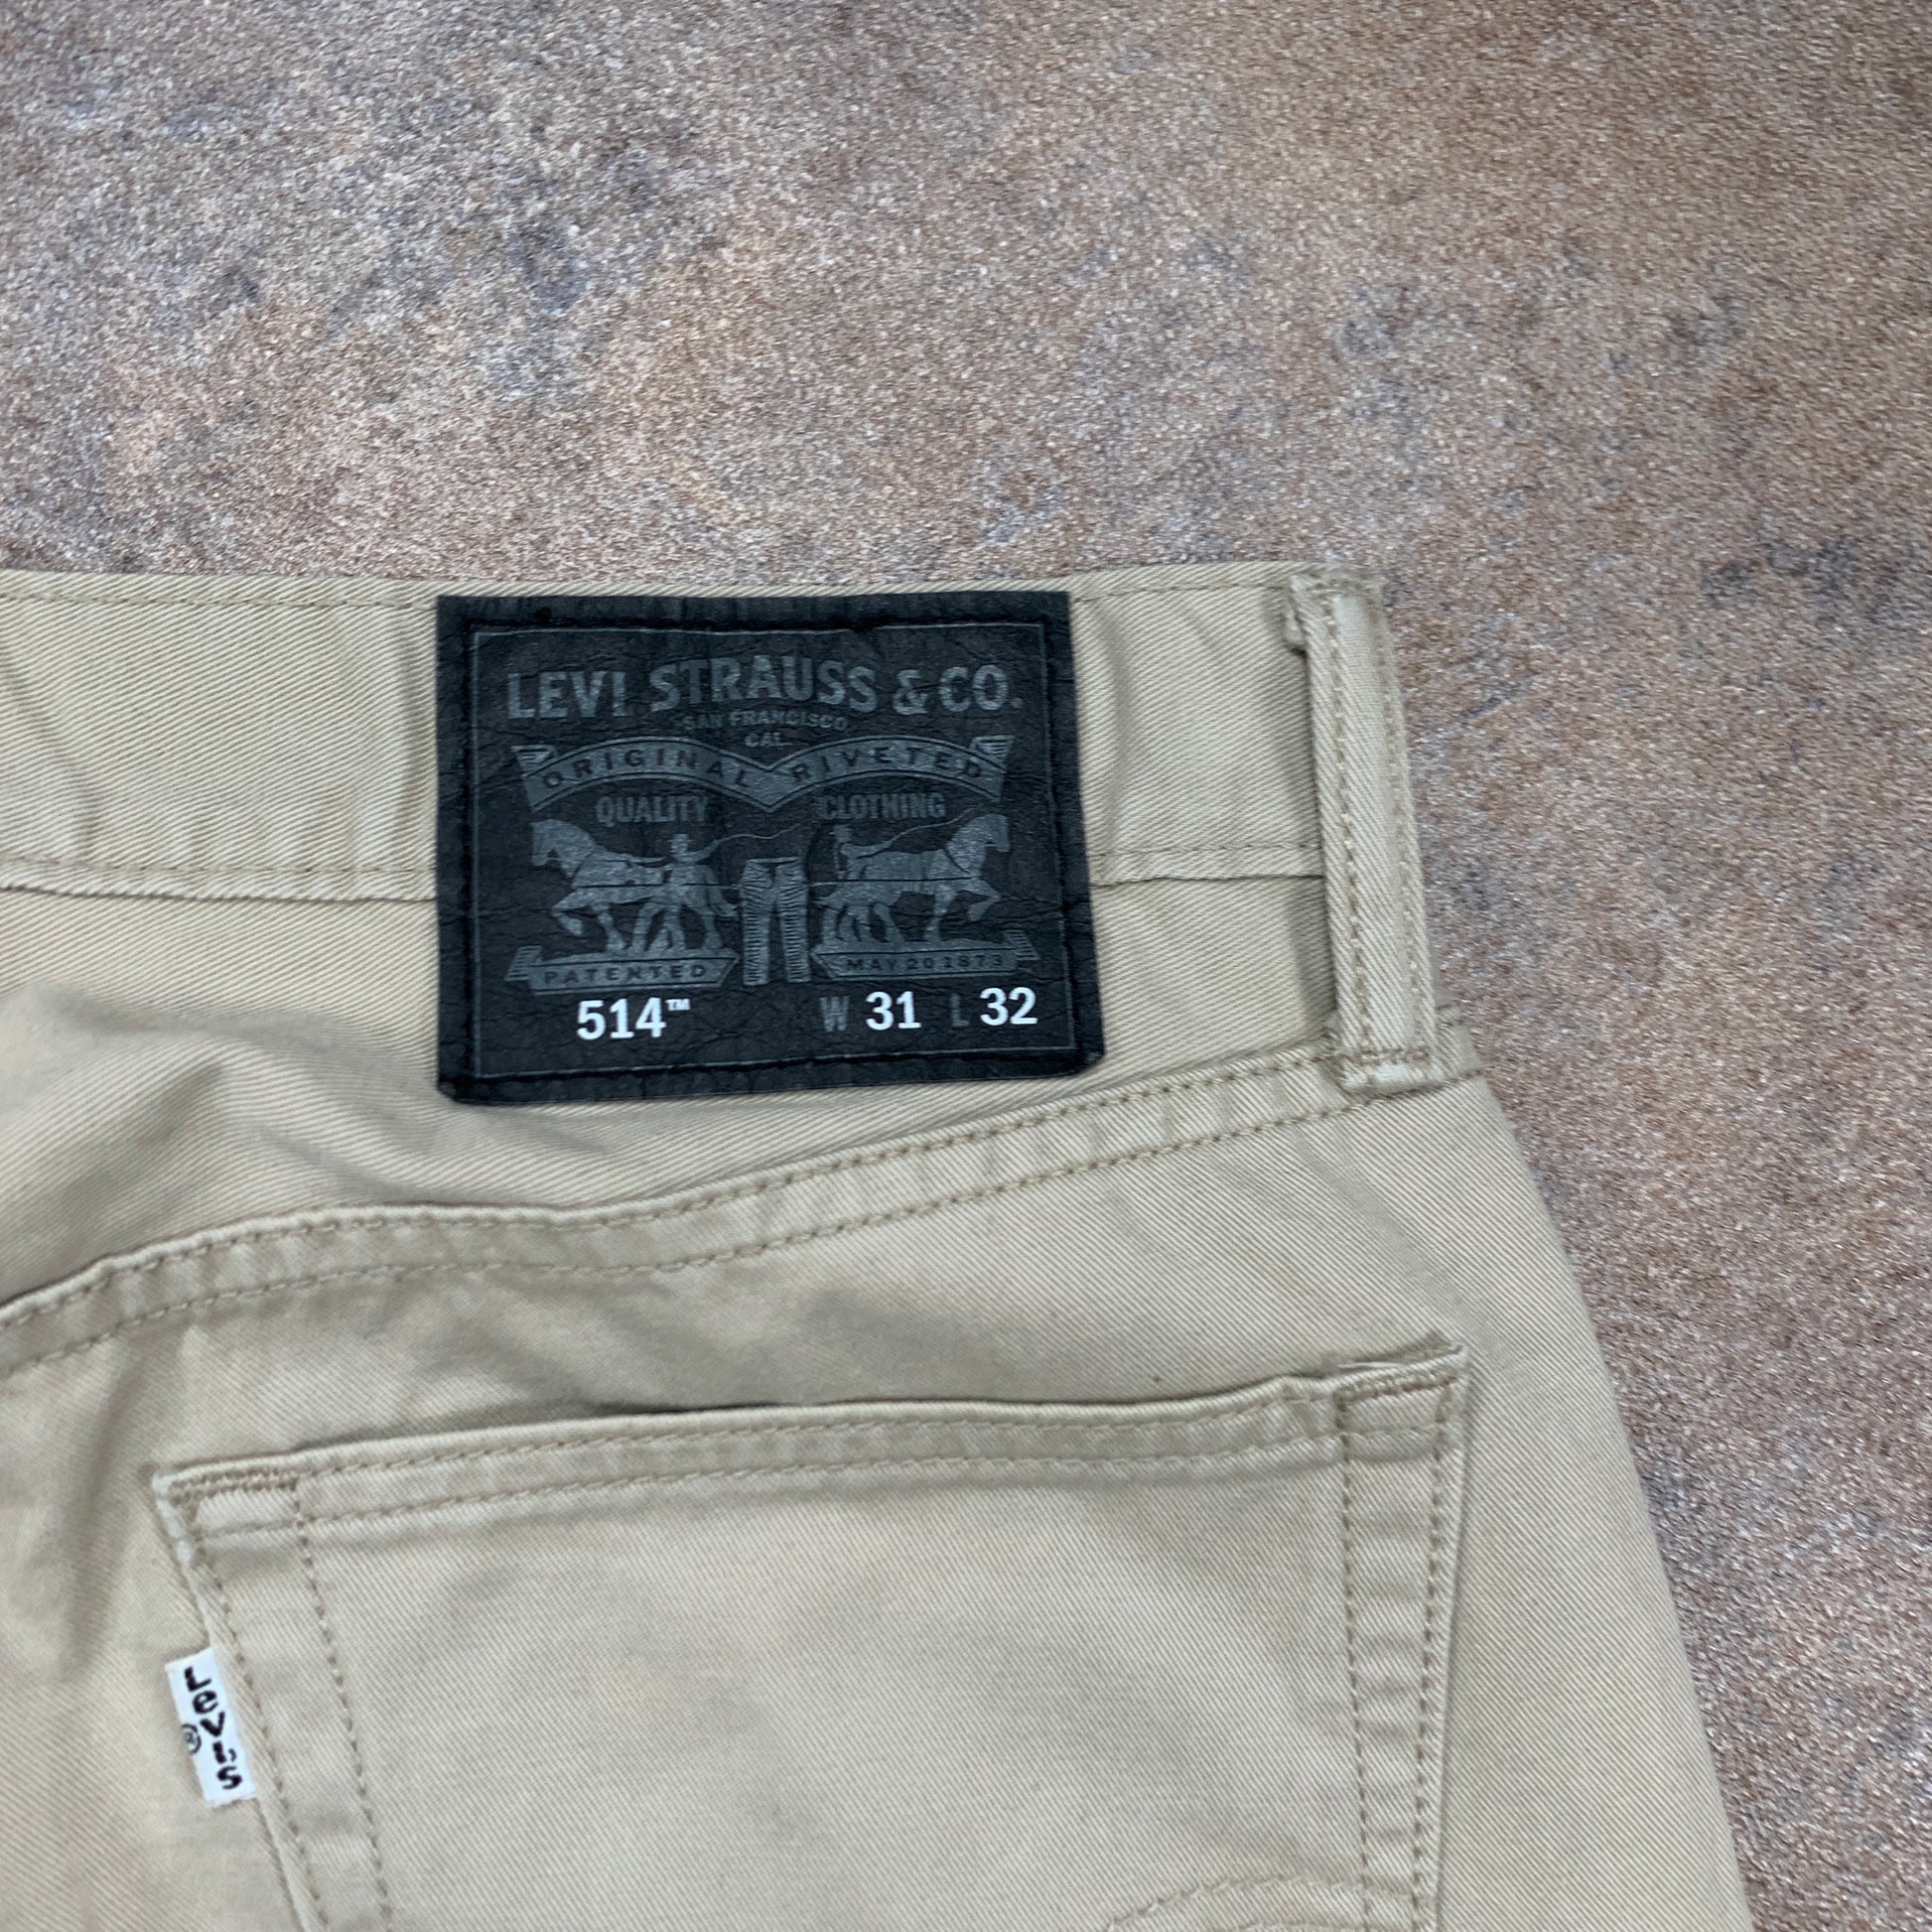 LEVI STRAUSS & CO.
SAN FRANCISCO
CAL.
ORIGINAL RIVETED
QUALITY CLOTHING
PATENTED MAY 20 1873
514™ W 31 L 32
Levi's
®